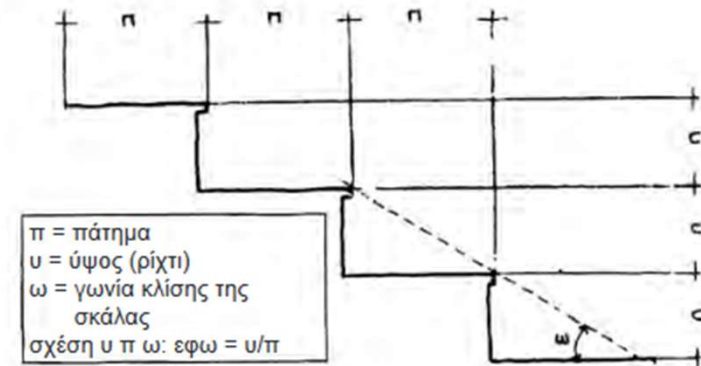 π π π
υ
υ
υ
ω
π = πάτημα
υ = ύψος (ρίχτι)
ω = γωνία κλίσης της
σκάλας
σχέση υ π ω: εφω = υ/π